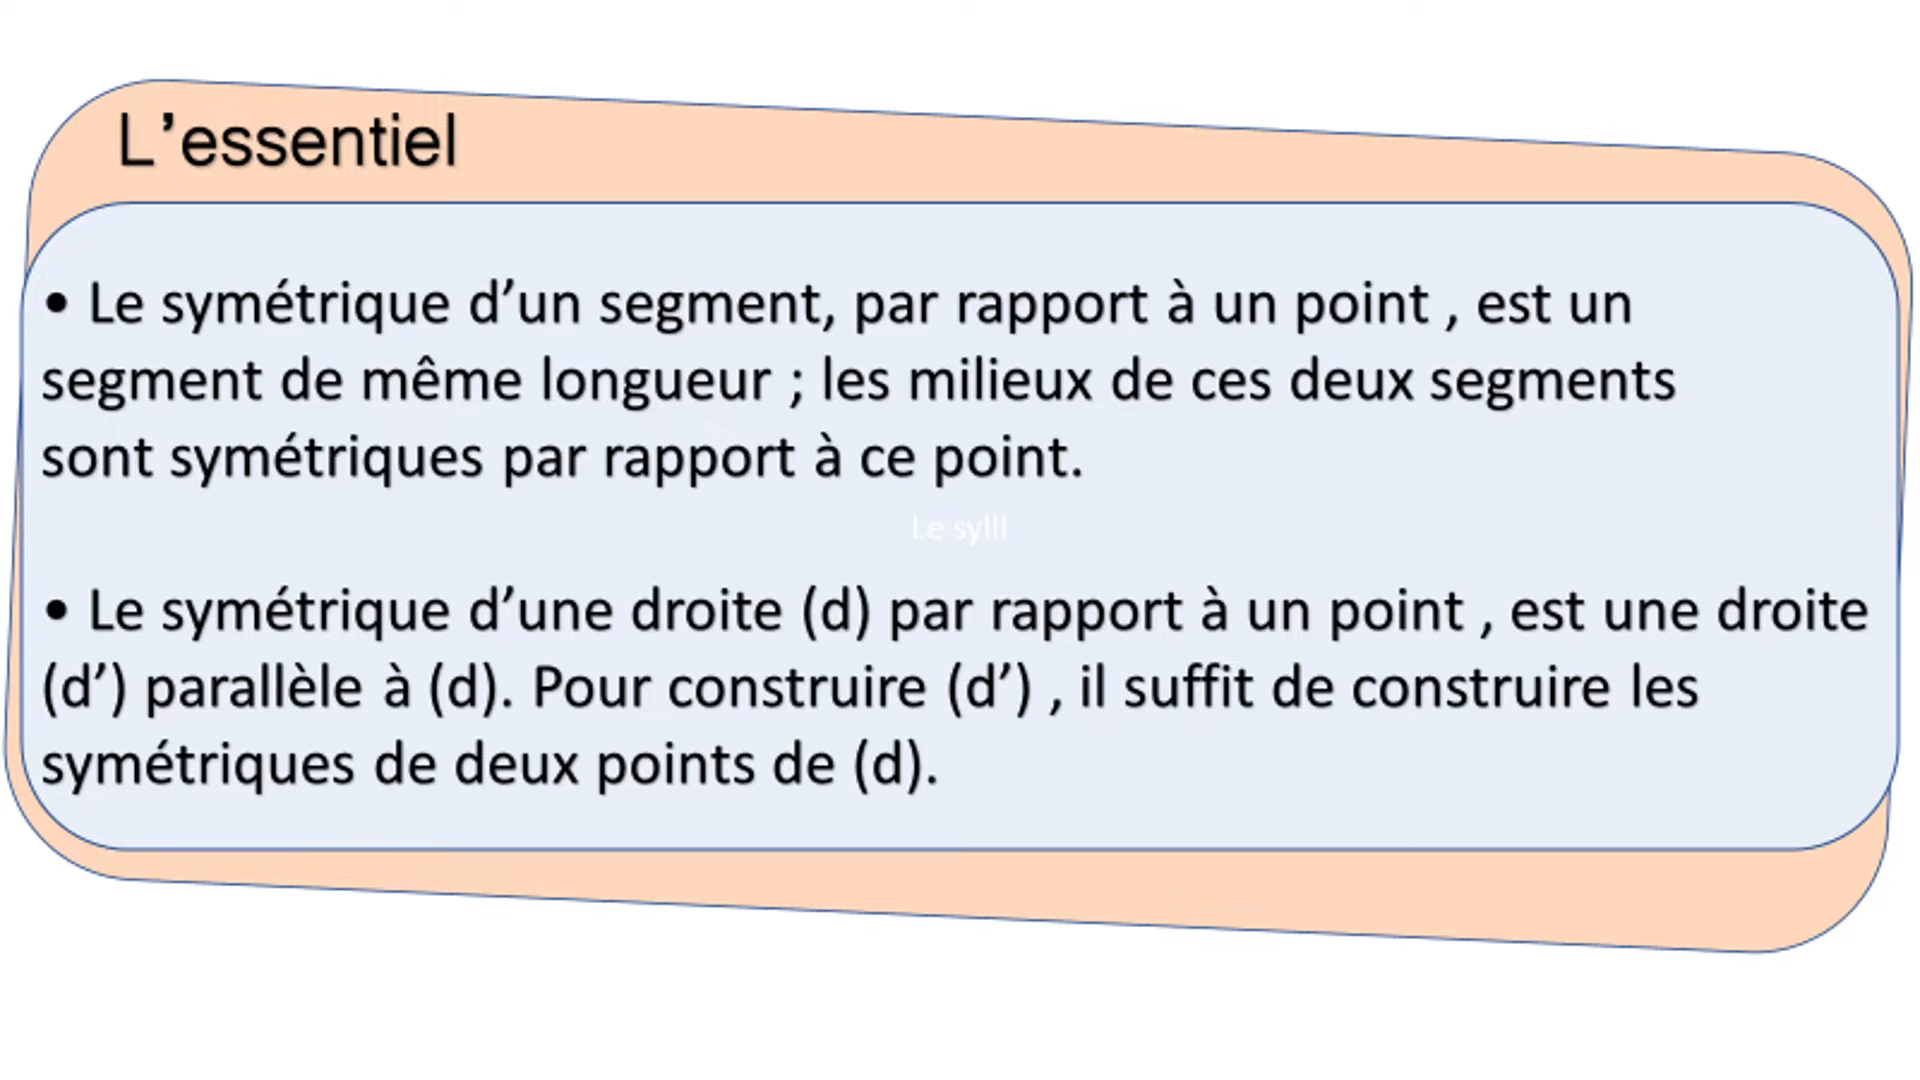 L’essentiel
• Le symétrique d’un segment, par rapport à un point , est un
segment de même longueur ; les milieux de ces deux segments
sont symétriques par rapport à ce point.
Le sylll
• Le symétrique d’une droite (d) par rapport à un point , est une droite
(d’) parallèle à (d). Pour construire (d’) , il suffit de construire les
symétriques de deux points de (d).